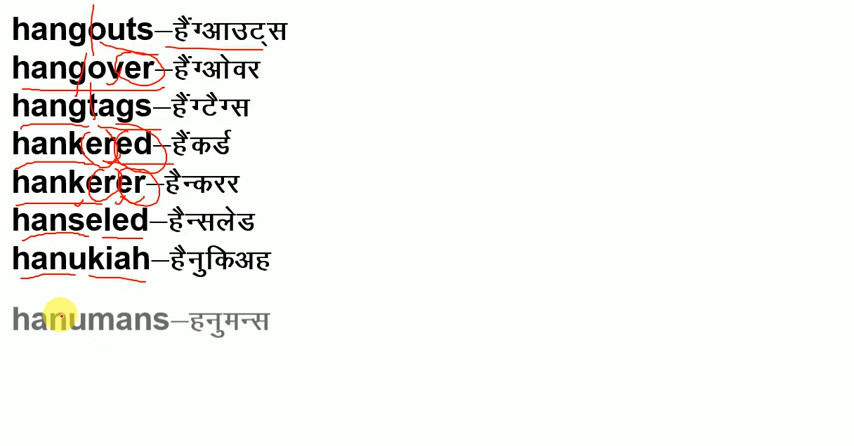 hangouts–हैंग्आउट्स
hangover–हैंग्ओवर
hangtags–हैंग्टैग्स
hankered–हैंकर्ड
hankerer–हैन्करर
hanseled–हैन्सलेड
hanukiah–हैनुकिअह
hanumans–हनुमन्स